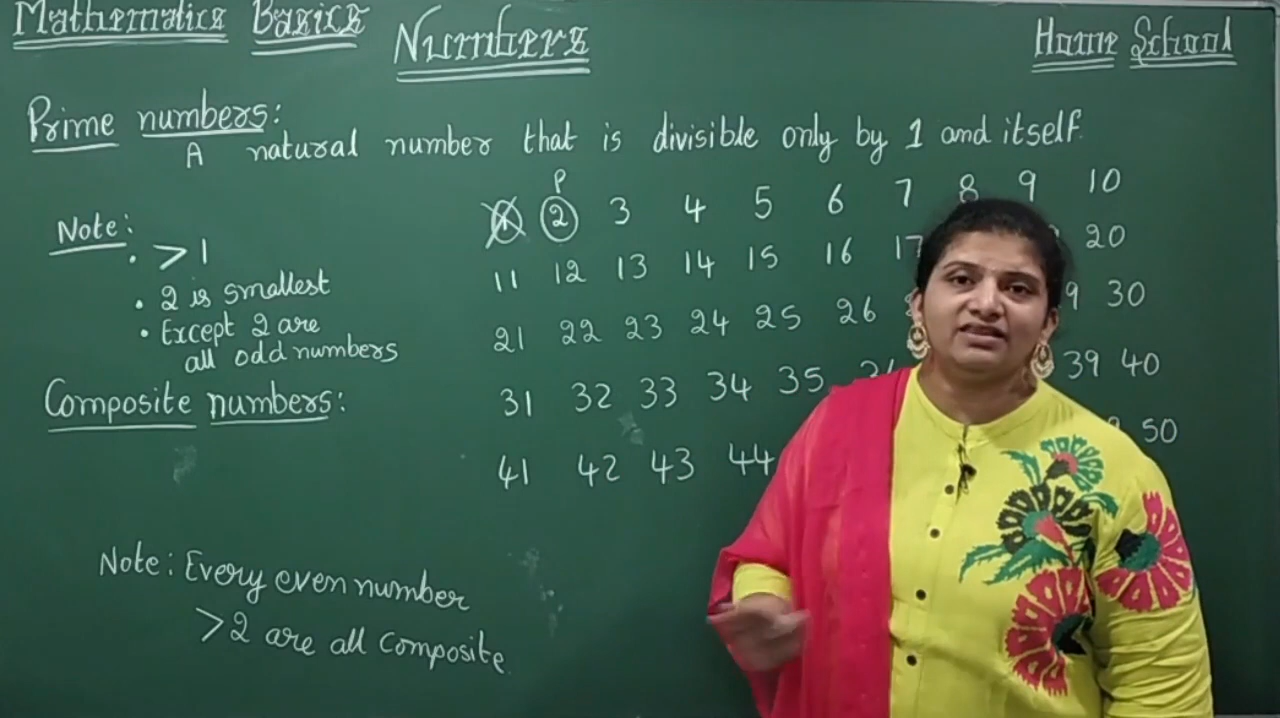 Mathematics Basics
Numbers
Home School
Prime numbers:
A natural number that is divisible only by 1 and itself.
Note:
. > 1
. 2 is smallest
. Except 2 are
all odd numbers
Composite numbers:
P
1 2 3 4 5 6 7 8 9 10
11 12 13 14 15 16 17 20
21 22 23 24 25 26 9 30
31 32 33 34 35 39 40
41 42 43 44 50
Note: Every even number
>2 are all composite